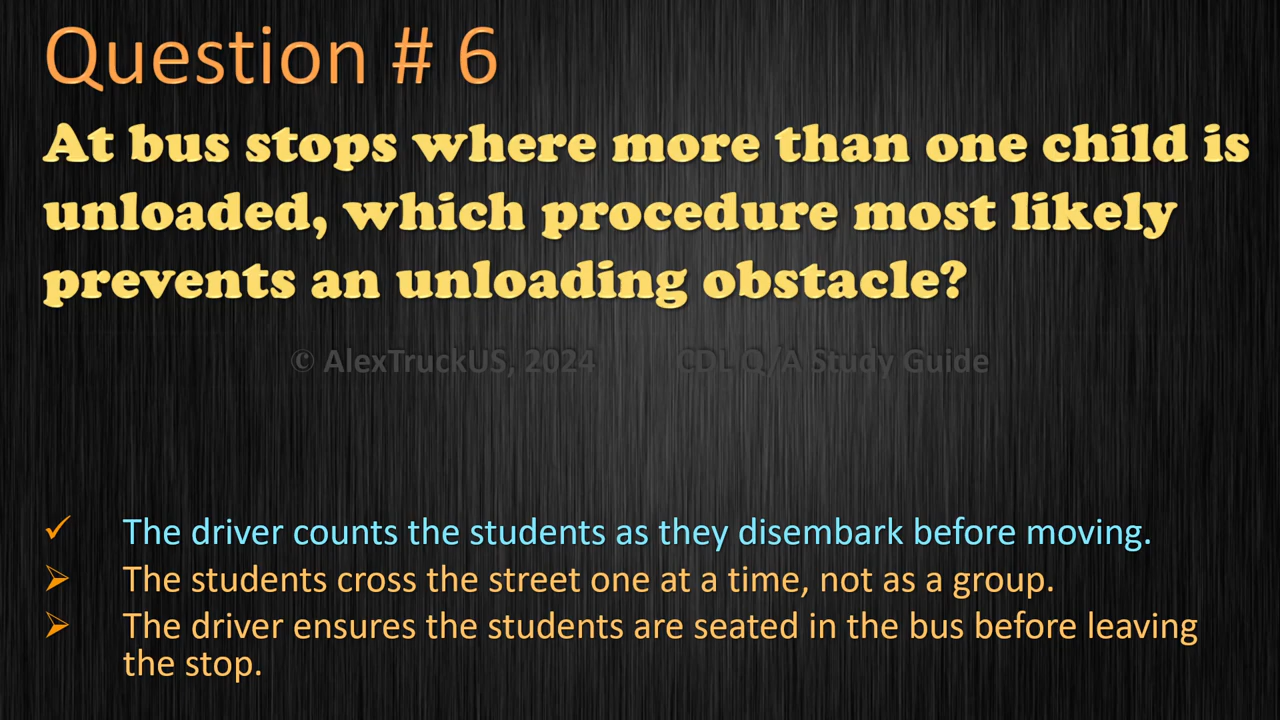 Question # 6
At bus stops where more than one child is
unloaded, which procedure most likely
prevents an unloading obstacle?
© AlexTruckUS, 2024 CDL Q/A Study Guide
The driver counts the students as they disembark before moving.
The students cross the street one at a time, not as a group.
The driver ensures the students are seated in the bus before leaving
the stop.